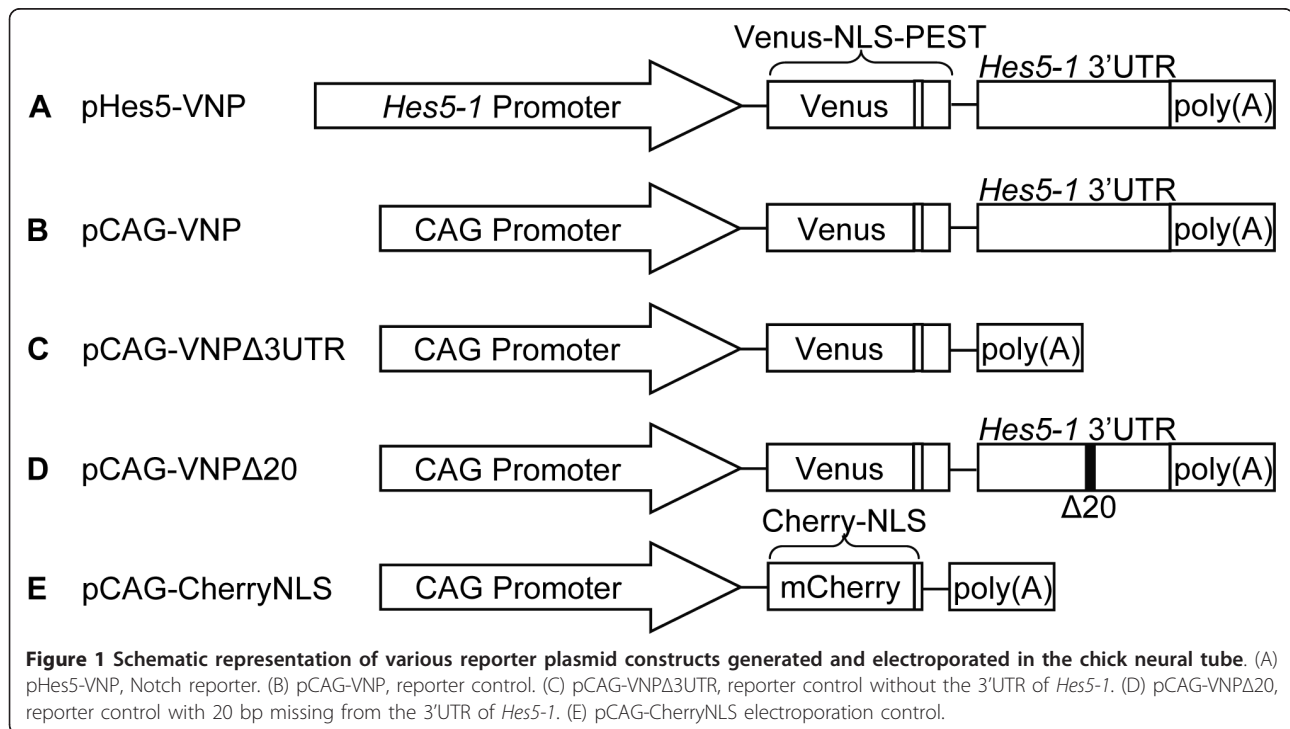 Venus-NLS-PEST
Hes5-1 3’UTR
A pHes5-VNP Hes5-1 Promoter Venus poly(A)
Hes5-1 3’UTR
B pCAG-VNP CAG Promoter Venus poly(A)
C pCAG-VNPΔ3UTR CAG Promoter Venus poly(A)
Hes5-1 3’UTR
D pCAG-VNPΔ20 CAG Promoter Venus poly(A)
Δ20
Cherry-NLS
E pCAG-CherryNLS CAG Promoter mCherry poly(A)
Figure 1 Schematic representation of various reporter plasmid constructs generated and electroporated in the chick neural tube. (A)
pHes5-VNP, Notch reporter. (B) pCAG-VNP, reporter control. (C) pCAG-VNPΔ3UTR, reporter control without the 3’UTR of Hes5-1. (D) pCAG-VNPΔ20,
reporter control with 20 bp missing from the 3’UTR of Hes5-1. (E) pCAG-CherryNLS electroporation control.